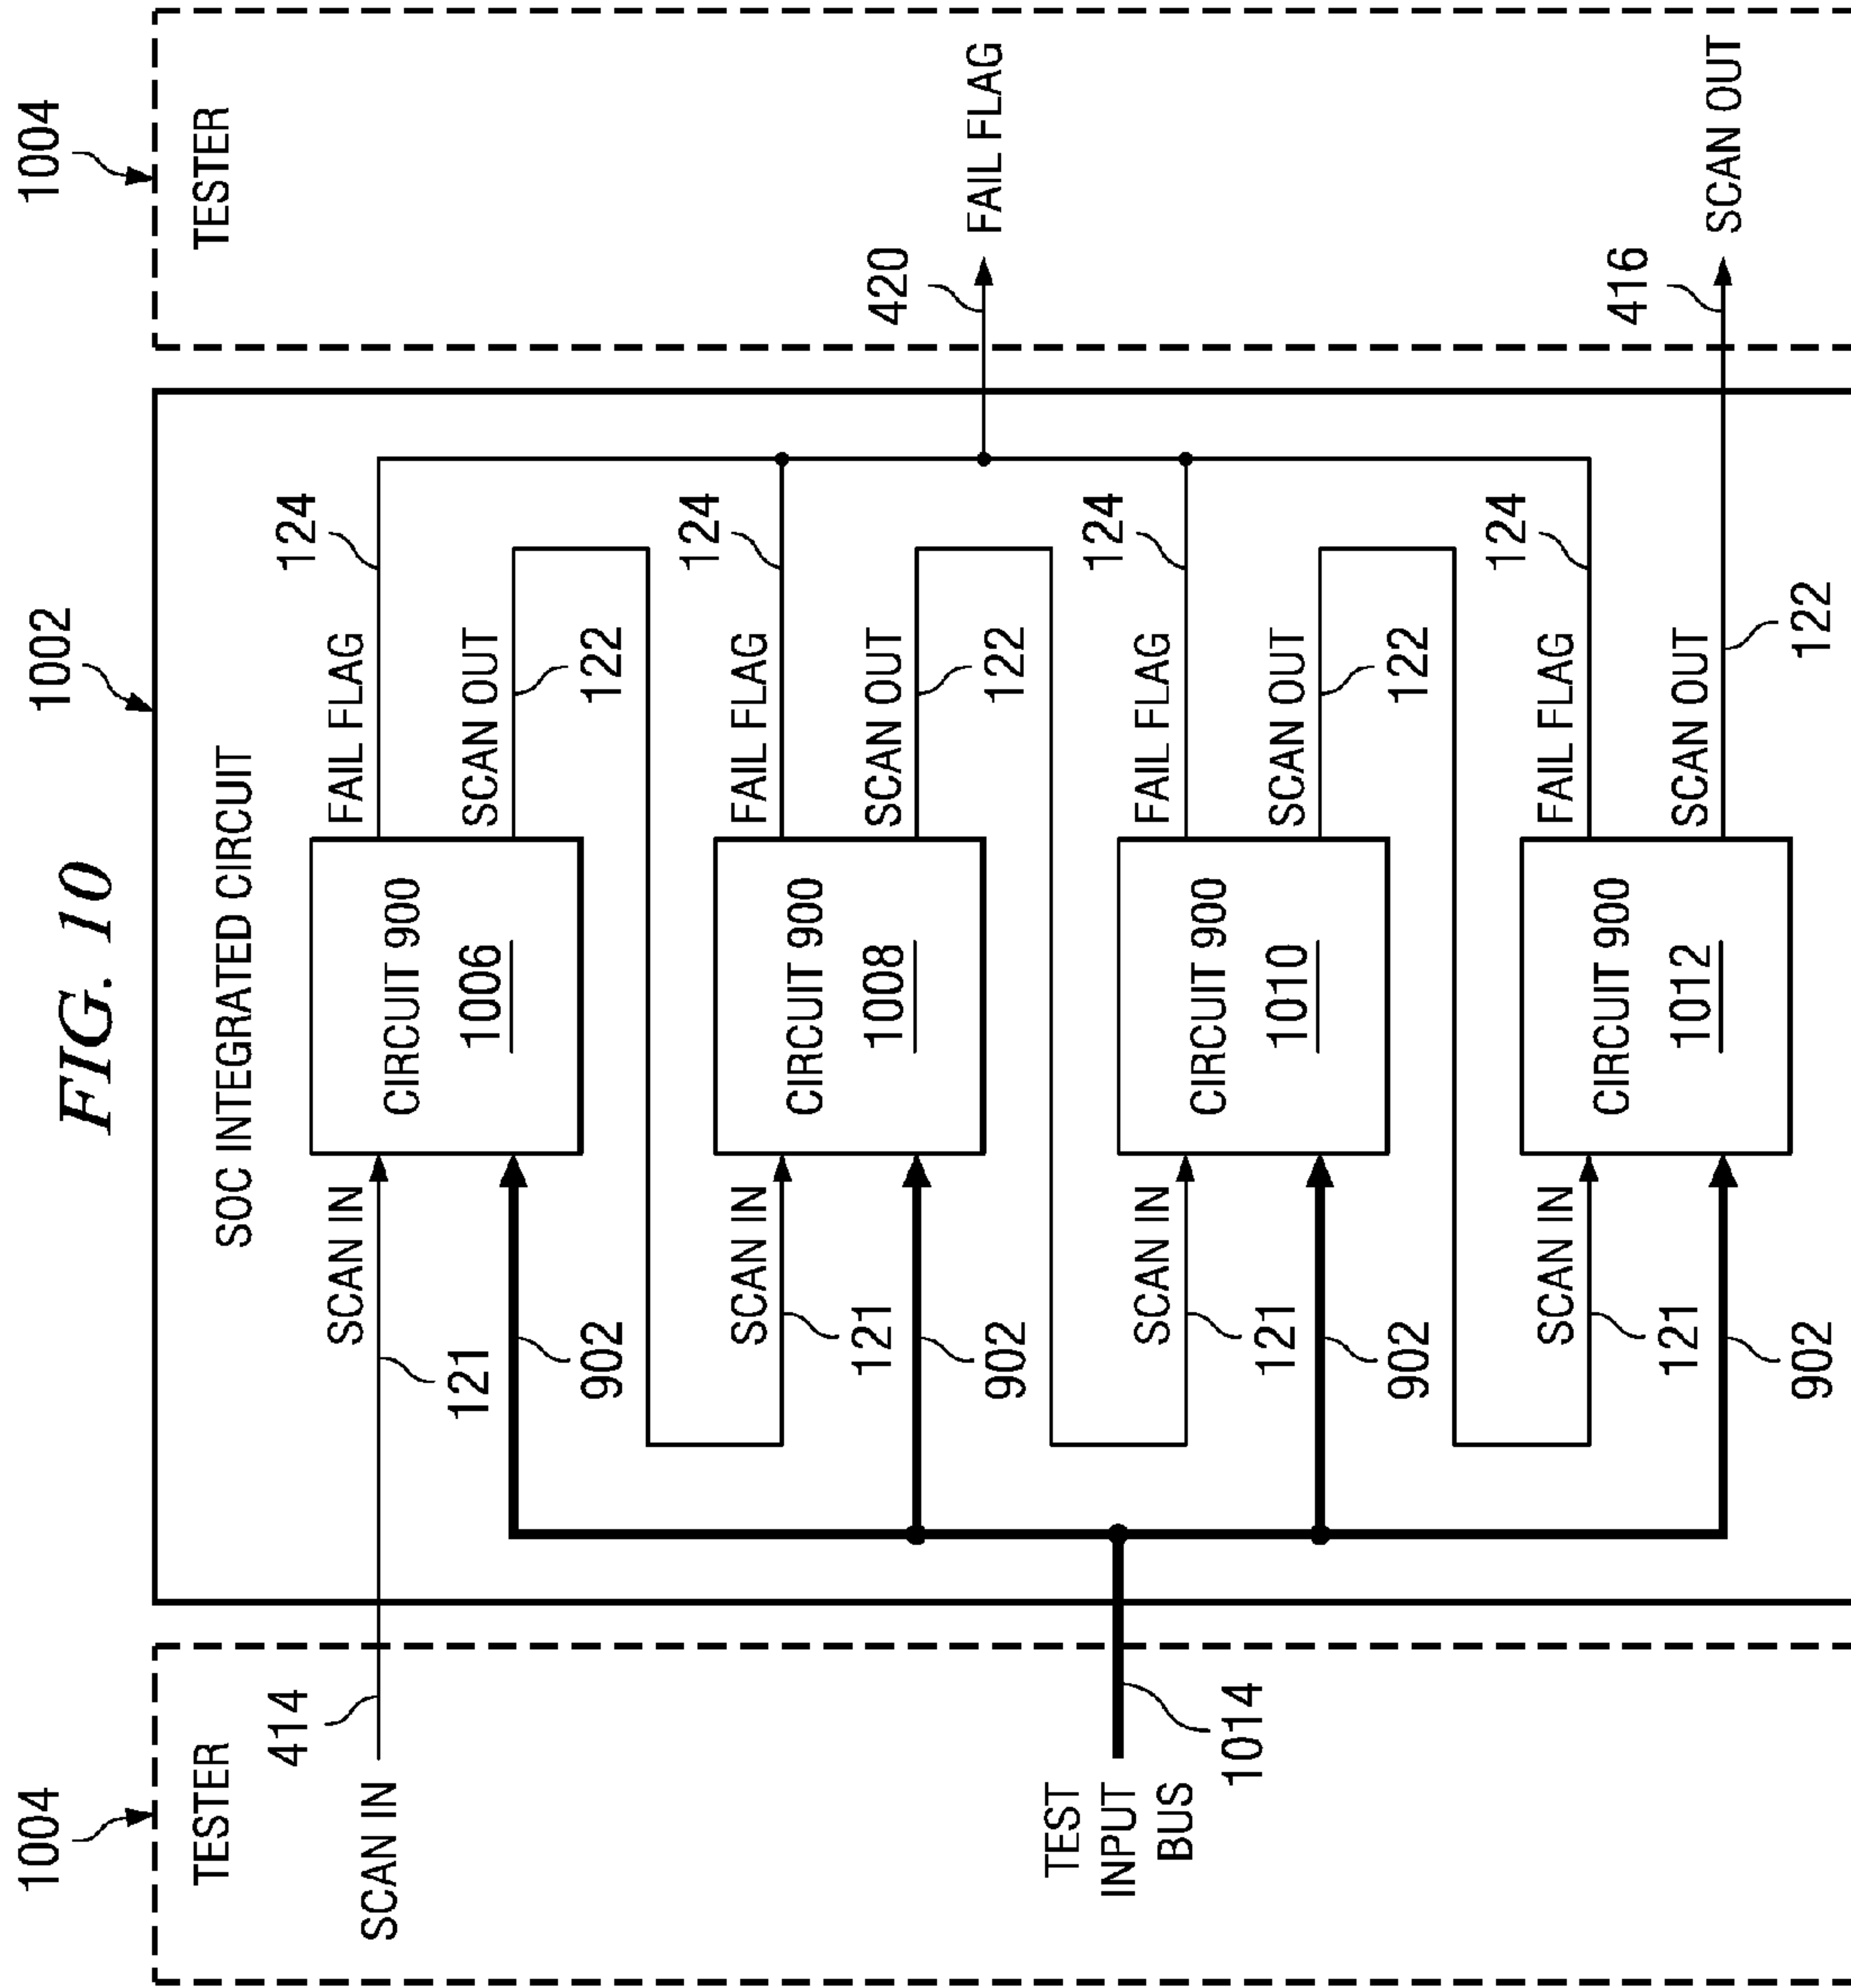 FIG. 10
1004
1002
1004
TESTER
SOC INTEGRATED CIRCUIT
TESTER
414
SCAN IN
SCAN IN
121
CIRCUIT 900
1006
FAIL FLAG
124
SCAN OUT
122
902
SCAN IN
121
CIRCUIT 900
1008
FAIL FLAG
124
SCAN OUT
122
902
420
FAIL FLAG
TEST
INPUT
BUS
1014
SCAN IN
121
CIRCUIT 900
1010
FAIL FLAG
124
SCAN OUT
122
902
SCAN IN
121
CIRCUIT 900
1012
FAIL FLAG
124
SCAN OUT
122
902
416
SCAN OUT